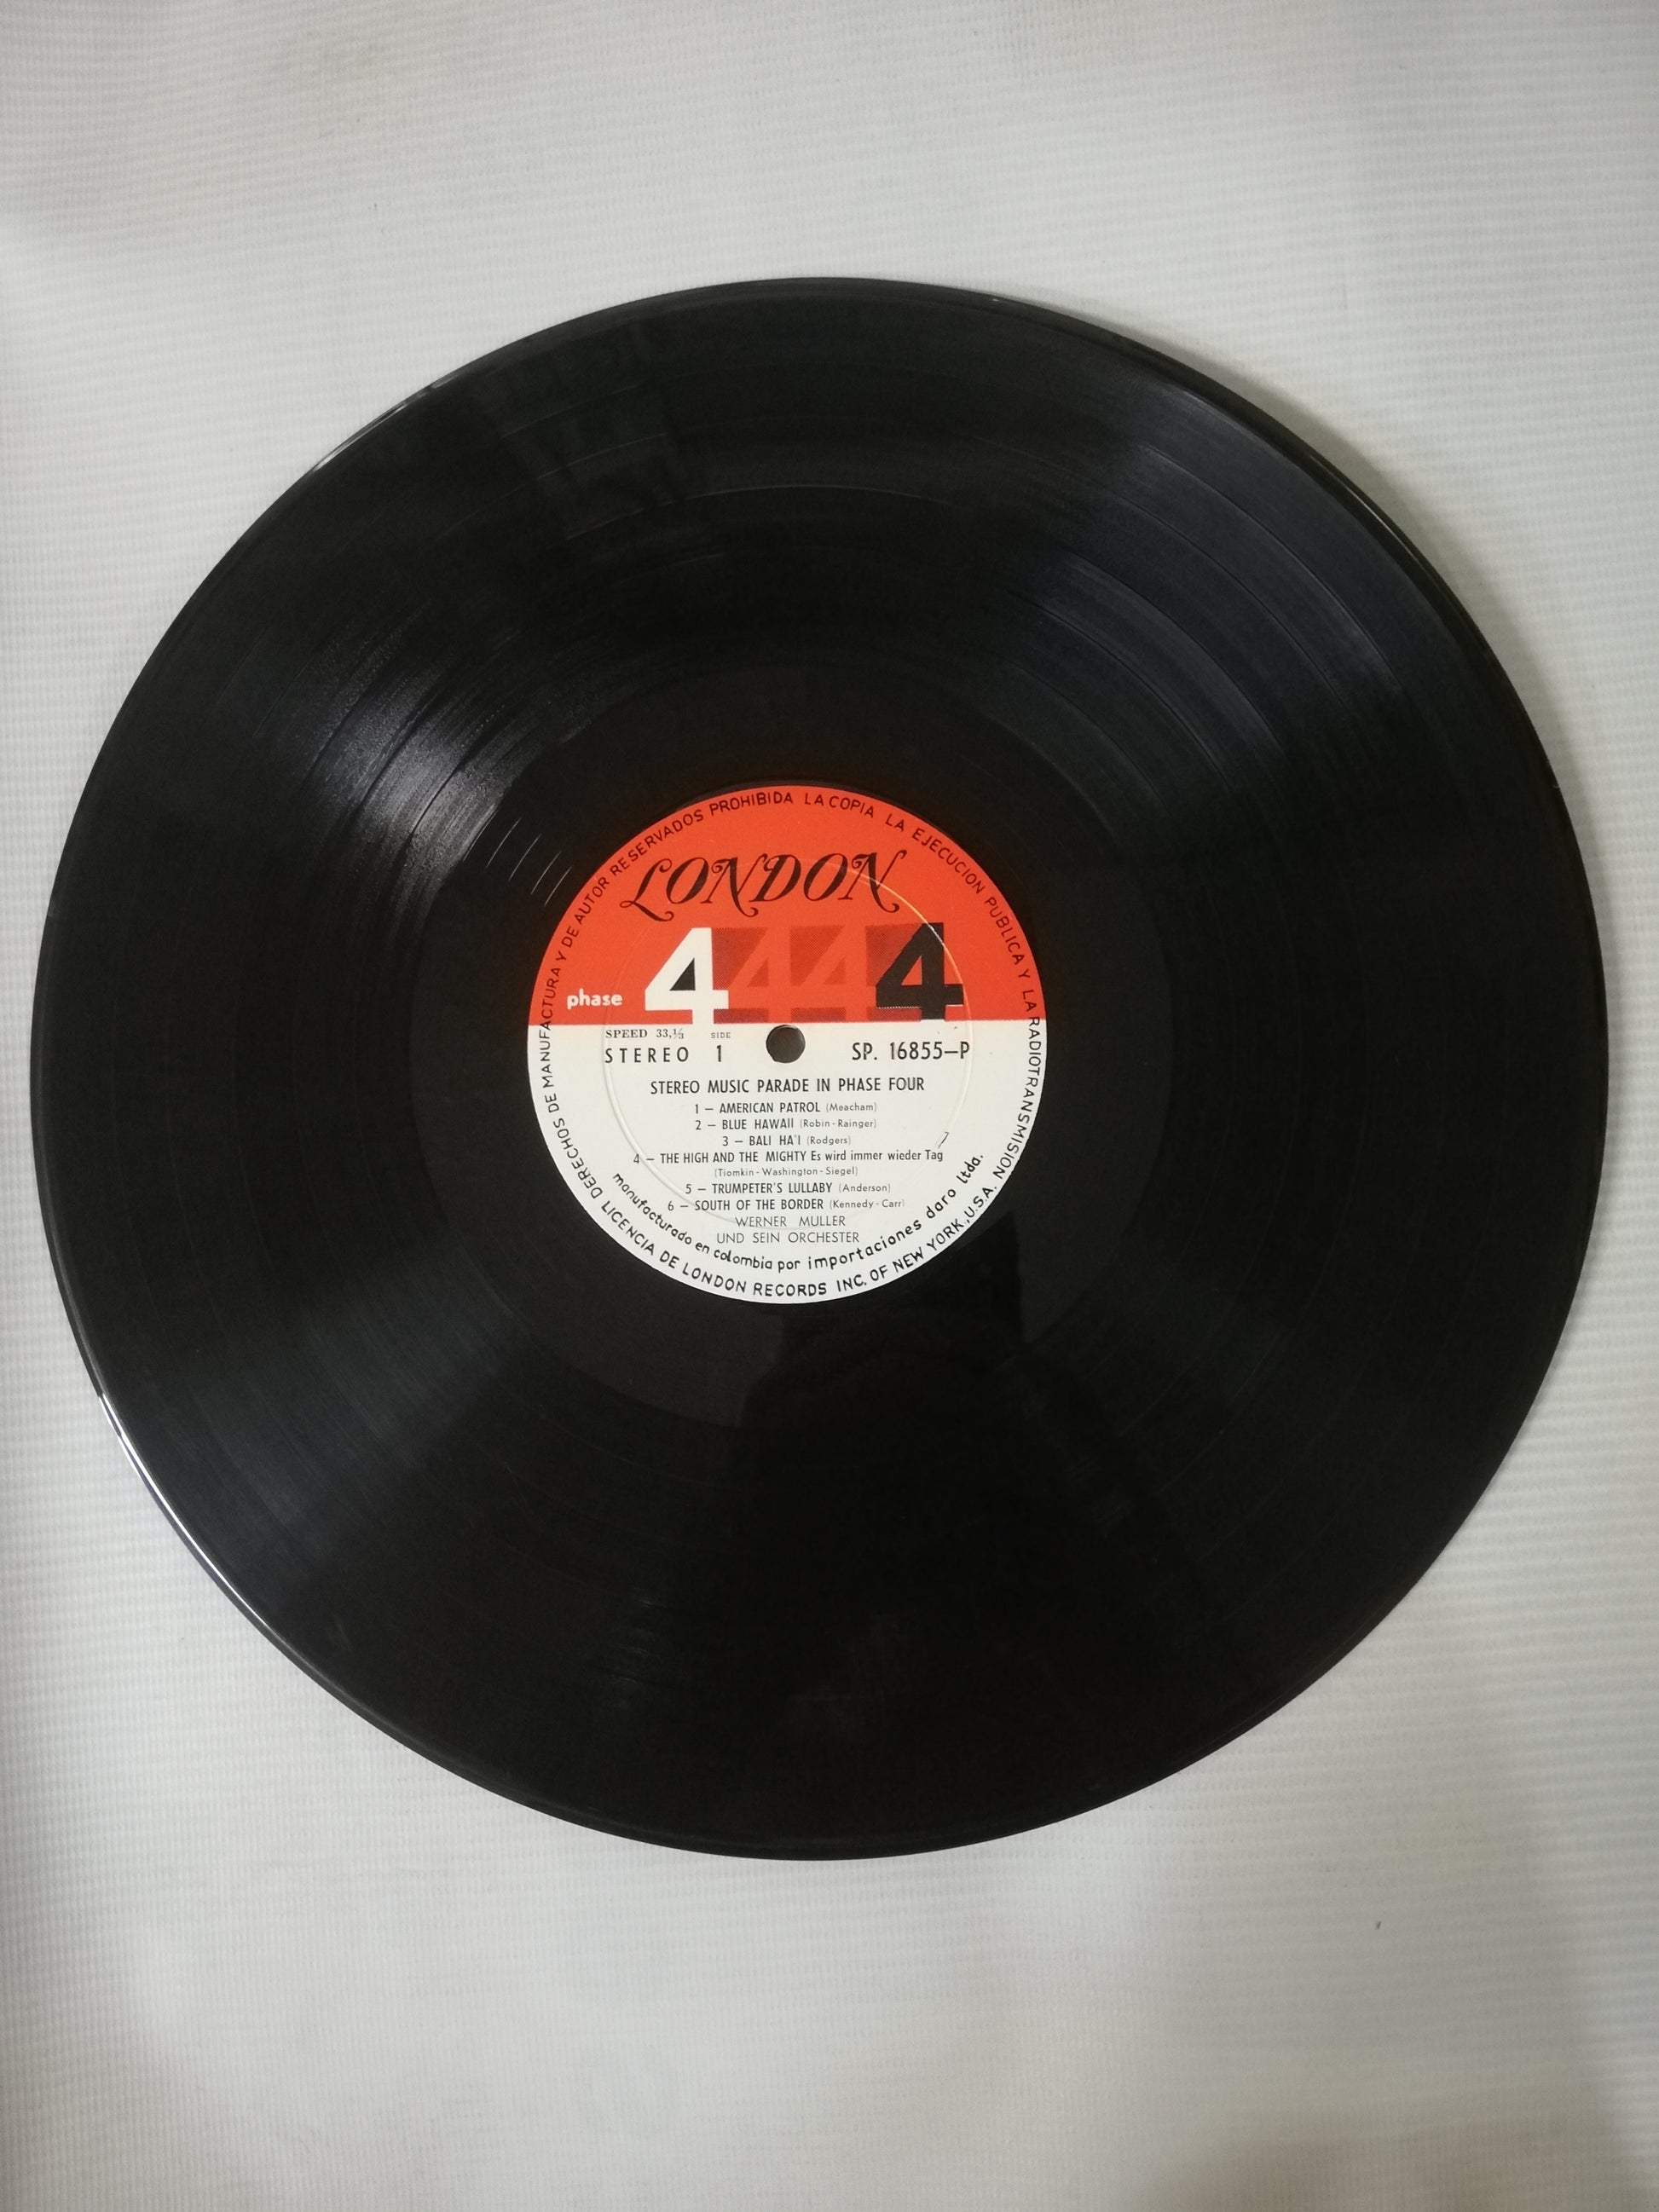 DERECHOS DE MANUFACTURA Y DE AUTOR RESERVADOS PROHIBIDA LA COPIA LA EJECUCION PUBLICA Y LA RADIOTRANSMISION
LONDON
phase 4 4 4 4
SPEED 33,⅓ SIDE
STEREO 1 SP. 16855-P
STEREO MUSIC PARADE IN PHASE FOUR
1 — AMERICAN PATROL (Meacham)
2 — BLUE HAWAII (Robin-Rainger)
3 — BALI HA'I (Rodgers)
4 — THE HIGH AND THE MIGHTY Es wird immer wieder Tag
(Tiomkin-Washington-Siegel)
5 — TRUMPETER'S LULLABY (Anderson)
6 — SOUTH OF THE BORDER (Kennedy-Carr)
WERNER MULLER
UND SEIN ORCHESTER
manufacturado en colombia por importaciones daro ltda.
LICENCIA DE LONDON RECORDS INC. OF NEW YORK, U.S.A.